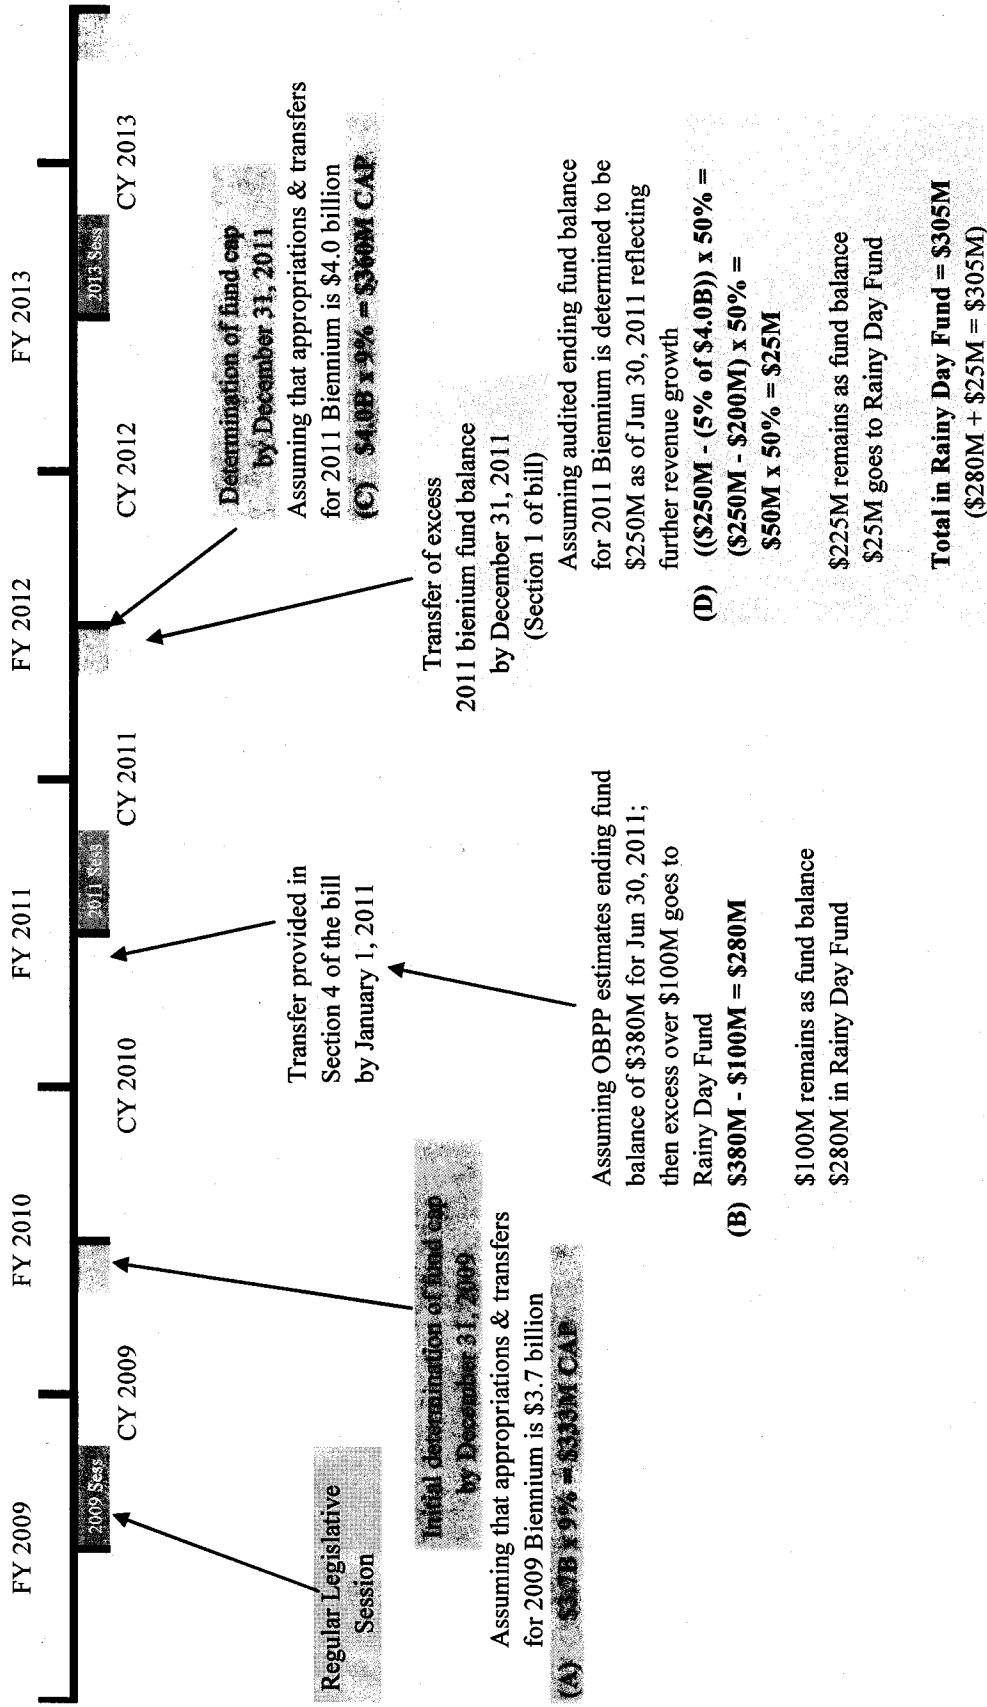 FY 2009
FY 2010
FY 2011
FY 2012
FY 2013
2009 Sess
2011 Sess
2013 Sess
CY 2009
CY 2010
CY 2011
CY 2012
CY 2013
Regular Legislative
Session
Initial determination of fund cap
by December 31, 2009
Assuming that appropriations & transfers
for 2009 Biennium is $3.7 billion
(A) $3.7B x 9% = $333M CAP
Transfer provided in
Section 4 of the bill
by January 1, 2011
Assuming OBPP estimates ending fund
balance of $380M for Jun 30, 2011;
then excess over $100M goes to
Rainy Day Fund
(B) $380M - $100M = $280M
$100M remains as fund balance
$280M in Rainy Day Fund
Determination of fund cap
by December 31, 2011
Assuming that appropriations & transfers
for 2011 Biennium is $4.0 billion
(C) $4.0B x 9% = $360M CAP
Transfer of excess
2011 bienium fund balance
by December 31, 2011
(Section 1 of bill)
Assuming audited ending fund balance
for 2011 Biennium is determined to be
$250M as of Jun 30, 2011 reflecting
further revenue growth
(D) (($250M - (5% of $4.0B)) x 50% =
($250M - $200M) x 50% =
$50M x 50% = $25M
$225M remains as fund balance
$25M goes to Rainy Day Fund
Total in Rainy Day Fund = $305M
($280M + $25M = $305M)